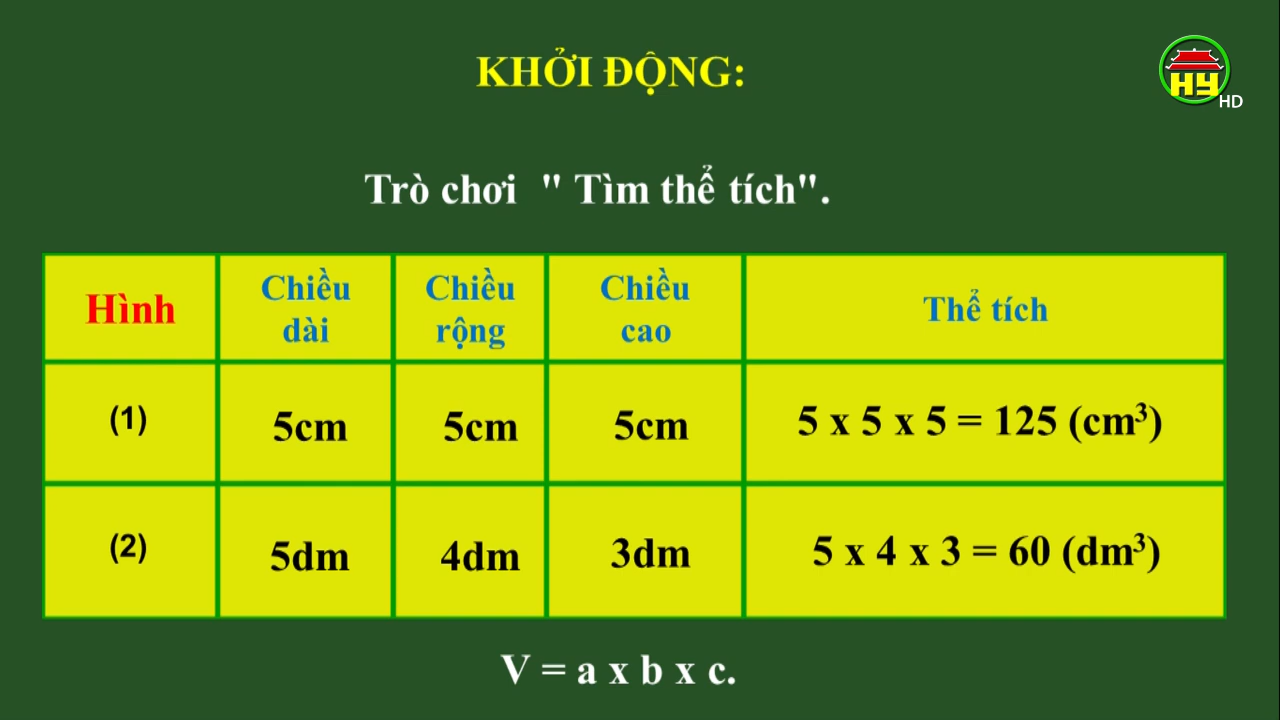 KHỞI ĐỘNG:
HY
HD
Trò chơi " Tìm thể tích".
Hình Chiều dài Chiều rộng Chiều cao Thể tích
(1) 5cm 5cm 5cm 5 x 5 x 5 = 125 (cm³)
(2) 5dm 4dm 3dm 5 x 4 x 3 = 60 (dm³)
V = a x b x c.